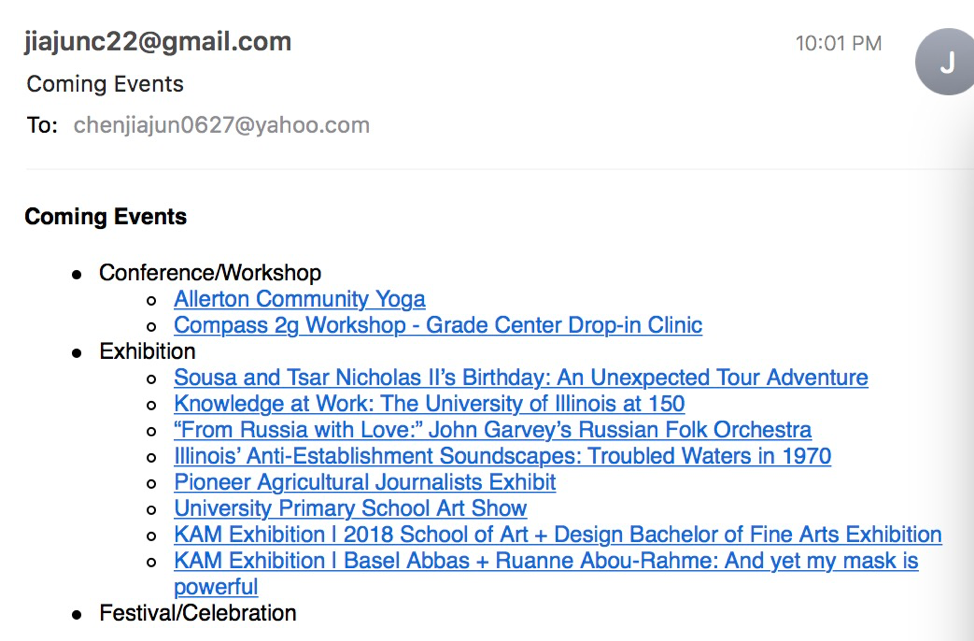 jiajunc22@gmail.com
10:01 PM
J
Coming Events
To: chenjiajun0627@yahoo.com
Coming Events
Conference/Workshop
Allerton Community Yoga
Compass 2g Workshop - Grade Center Drop-in Clinic
Exhibition
Sousa and Tsar Nicholas II’s Birthday: An Unexpected Tour Adventure
Knowledge at Work: The University of Illinois at 150
“From Russia with Love:” John Garvey’s Russian Folk Orchestra
Illinois’ Anti-Establishment Soundscapes: Troubled Waters in 1970
Pioneer Agricultural Journalists Exhibit
University Primary School Art Show
KAM Exhibition | 2018 School of Art + Design Bachelor of Fine Arts Exhibition
KAM Exhibition | Basel Abbas + Ruanne Abou-Rahme: And yet my mask is
powerful
Festival/Celebration